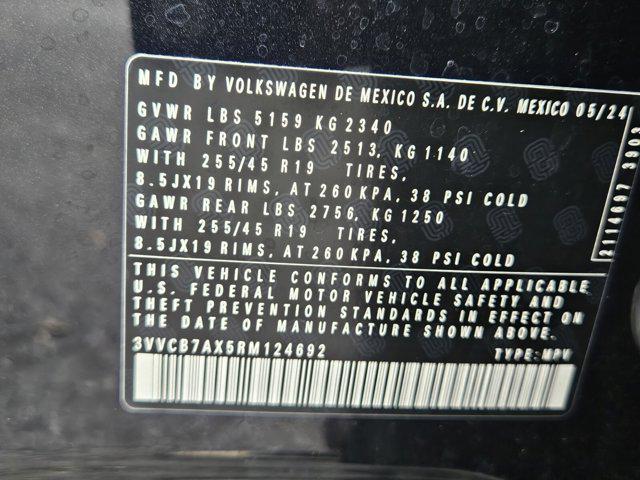 MFD BY VOLKSWAGEN DE MEXICO S.A. DE C.V. MEXICO 05/24
GVWR LBS 5159 KG 2340
GAWR FRONT LBS 2513, KG 1140
WITH 255/45 R19 TIRES,
8.5JX19 RIMS, AT 260 KPA, 38 PSI COLD
GAWR REAR LBS 2756, KG 1250
WITH 255/45 R19 TIRES,
8.5JX19 RIMS, AT 260 KPA, 38 PSI COLD
THIS VEHICLE CONFORMS TO ALL APPLICABLE
U.S. FEDERAL MOTOR VEHICLE SAFETY AND
THEFT PREVENTION STANDARDS IN EFFECT ON
THE DATE OF MANUFACTURE SHOWN ABOVE.
3VVCB7AX5RM124692 TYPE: MPV